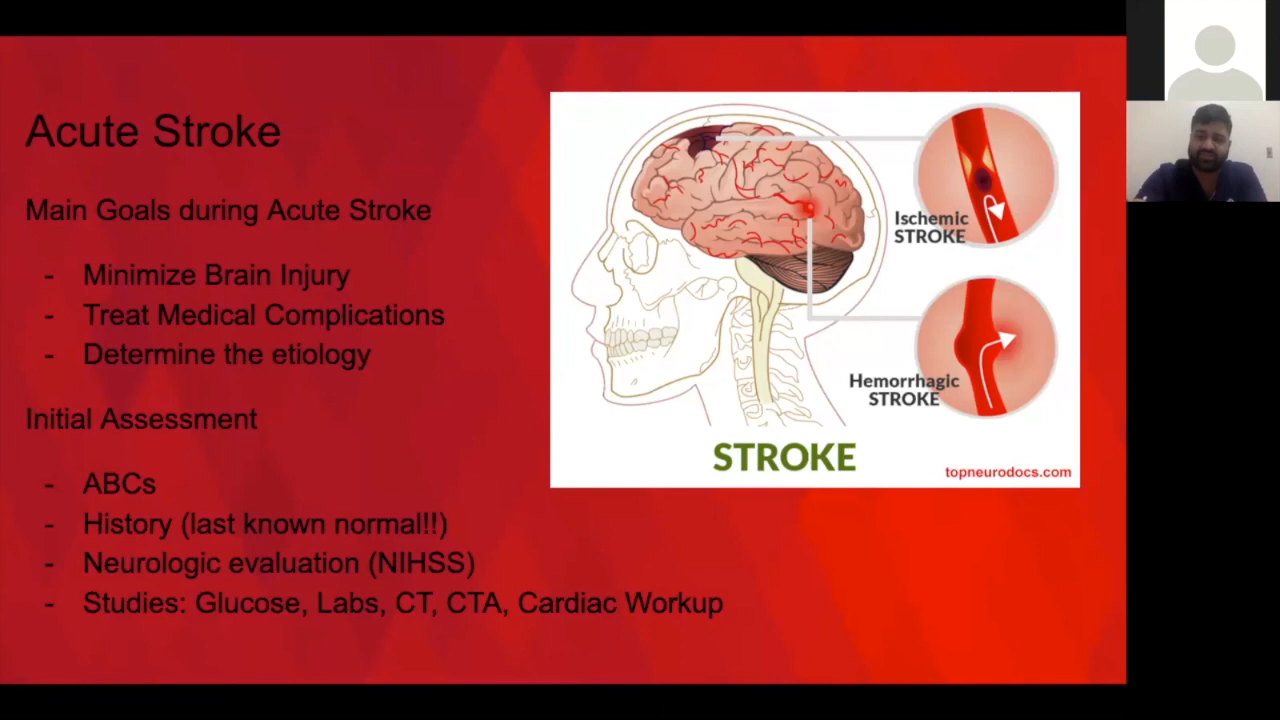 Acute Stroke
Main Goals during Acute Stroke
- Minimize Brain Injury
- Treat Medical Complications
- Determine the etiology
Initial Assessment
- ABCs
- History (last known normal!!)
- Neurologic evaluation (NIHSS)
- Studies: Glucose, Labs, CT, CTA, Cardiac Workup
Ischemic
STROKE
Hemorrhagic
STROKE
STROKE
topneurodocs.com